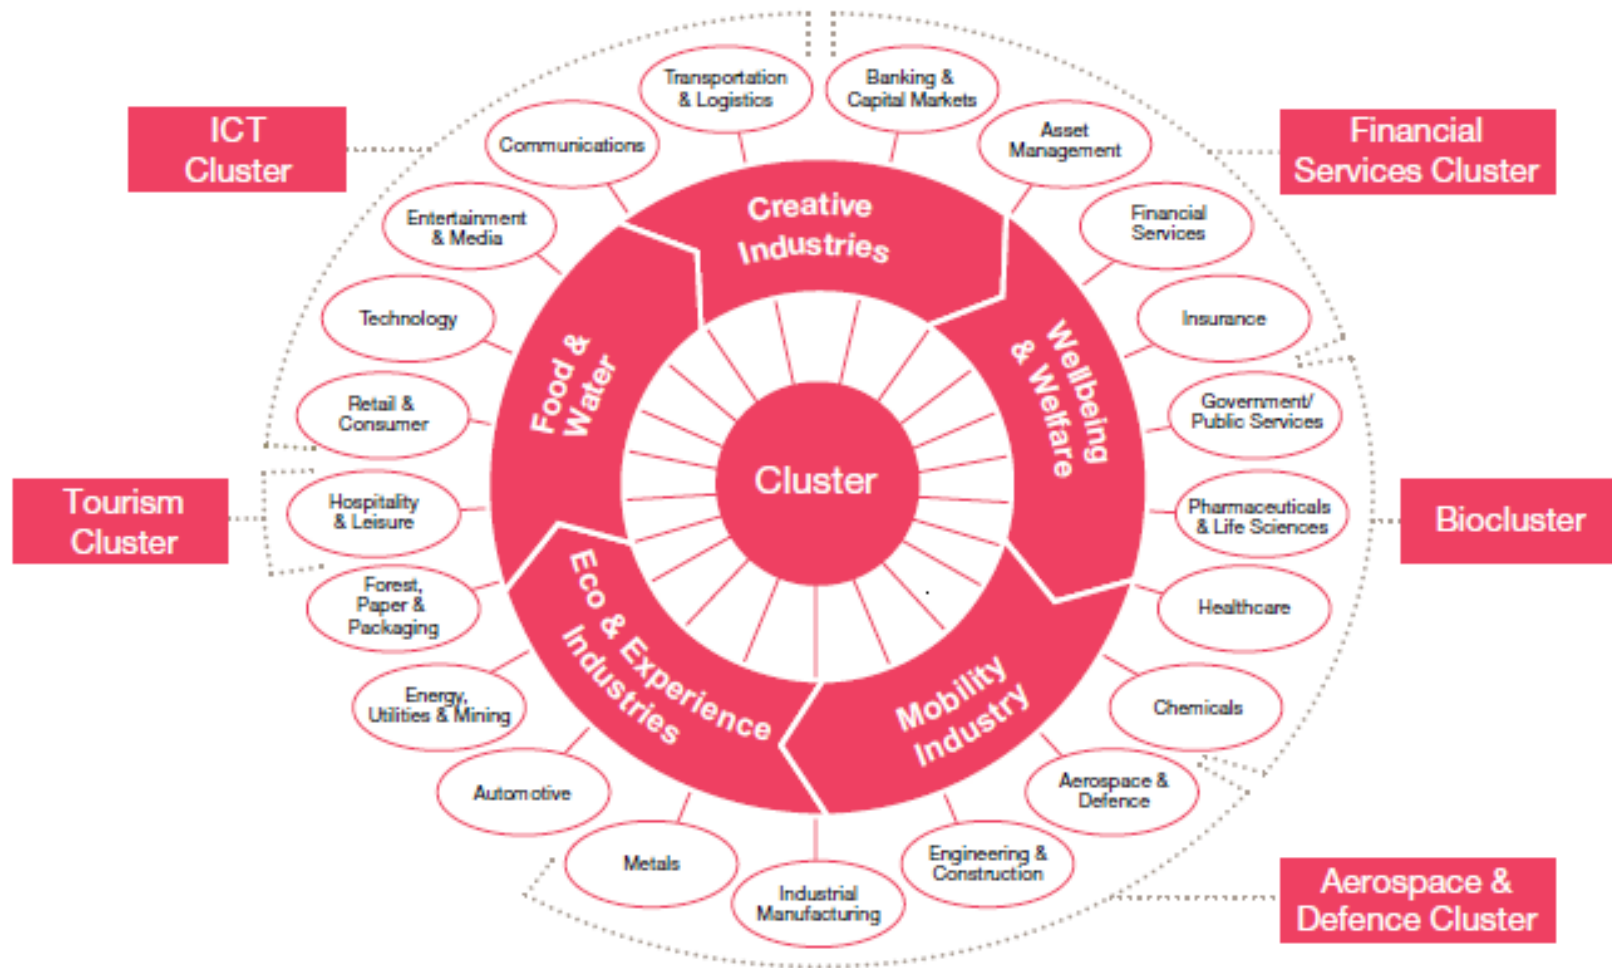 Transportation
& Logistics
Banking &
Capital Markets
ICT
Cluster
Communications
Asset
Management
Financial
Services Cluster
Entertainment
& Media
Creative
Industries
Financial
Services
Technology
Food &
Water
Wellbeing
& Welfare
Insurance
Retail &
Consumer
Cluster
Government/
Public Services
Tourism
Cluster
Hospitality
& Leisure
Pharmaceuticals
& Life Sciences
Biocluster
Forest,
Paper &
Packaging
Eco & Experience
Industries
Mobility
Industry
Healthcare
Energy,
Utilities & Mining
Chemicals
Automotive
Aerospace &
Defence
Metals
Industrial
Manufacturing
Engineering &
Construction
Aerospace &
Defence Cluster